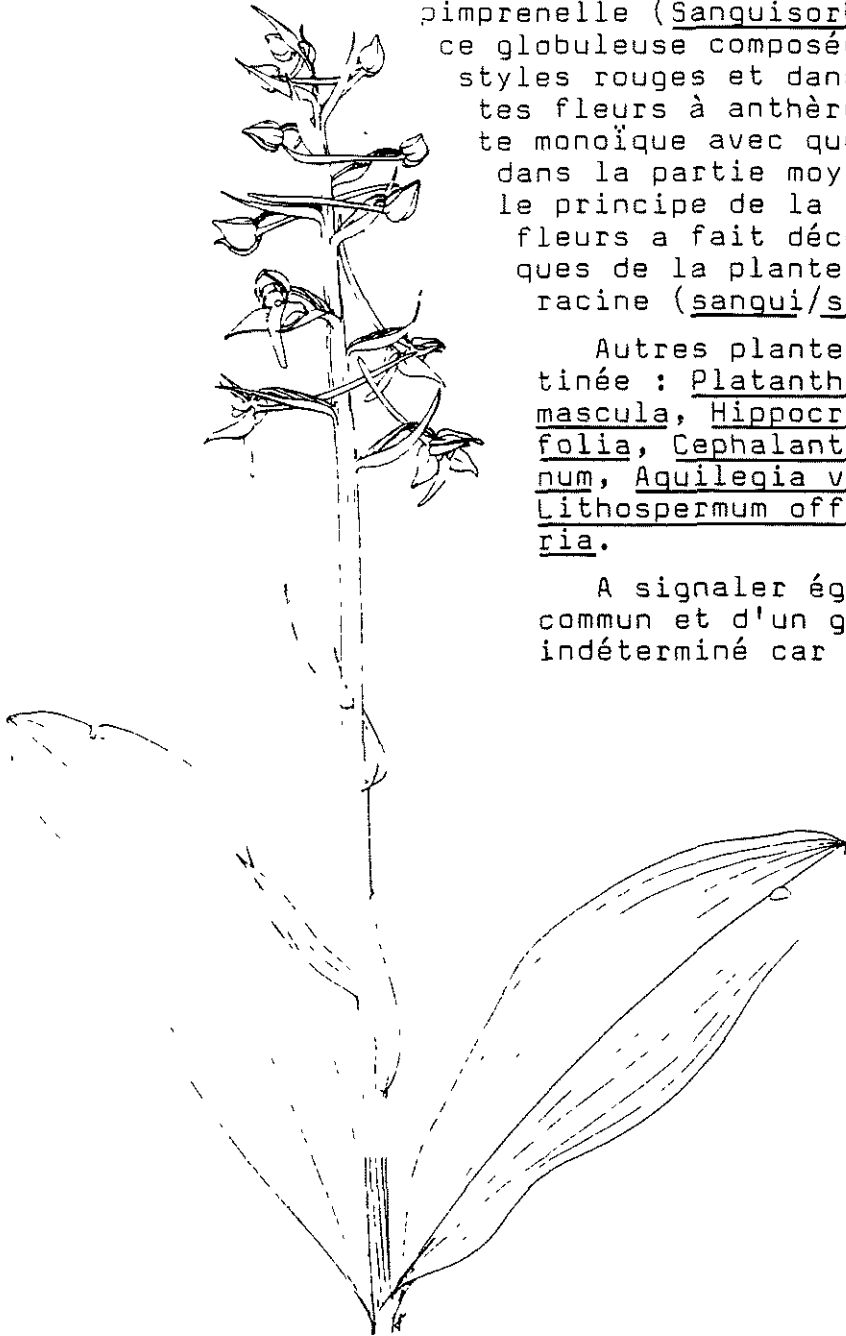 pimprenelle (Sanguisor
ce globuleuse composé
styles rouges et dan
tes fleurs à anthèr
te monoïque avec qu
dans la partie moy
le principe de la
fleurs a fait déc
ques de la plante
racine (sangui/s
Autres plante
tinée : Platanth
mascula, Hippocr
folia, Cephalant
num, Aquilegia v
Lithospermum off
ria.
A signaler ég
commun et d'un g
indéterminé car